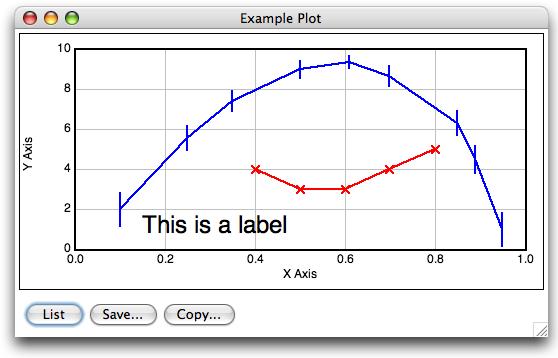 Example Plot
10
8
6
4
2
0
Y Axis
This is a label
0.0 0.2 0.4 0.6 0.8 1.0
X Axis
List Save... Copy...